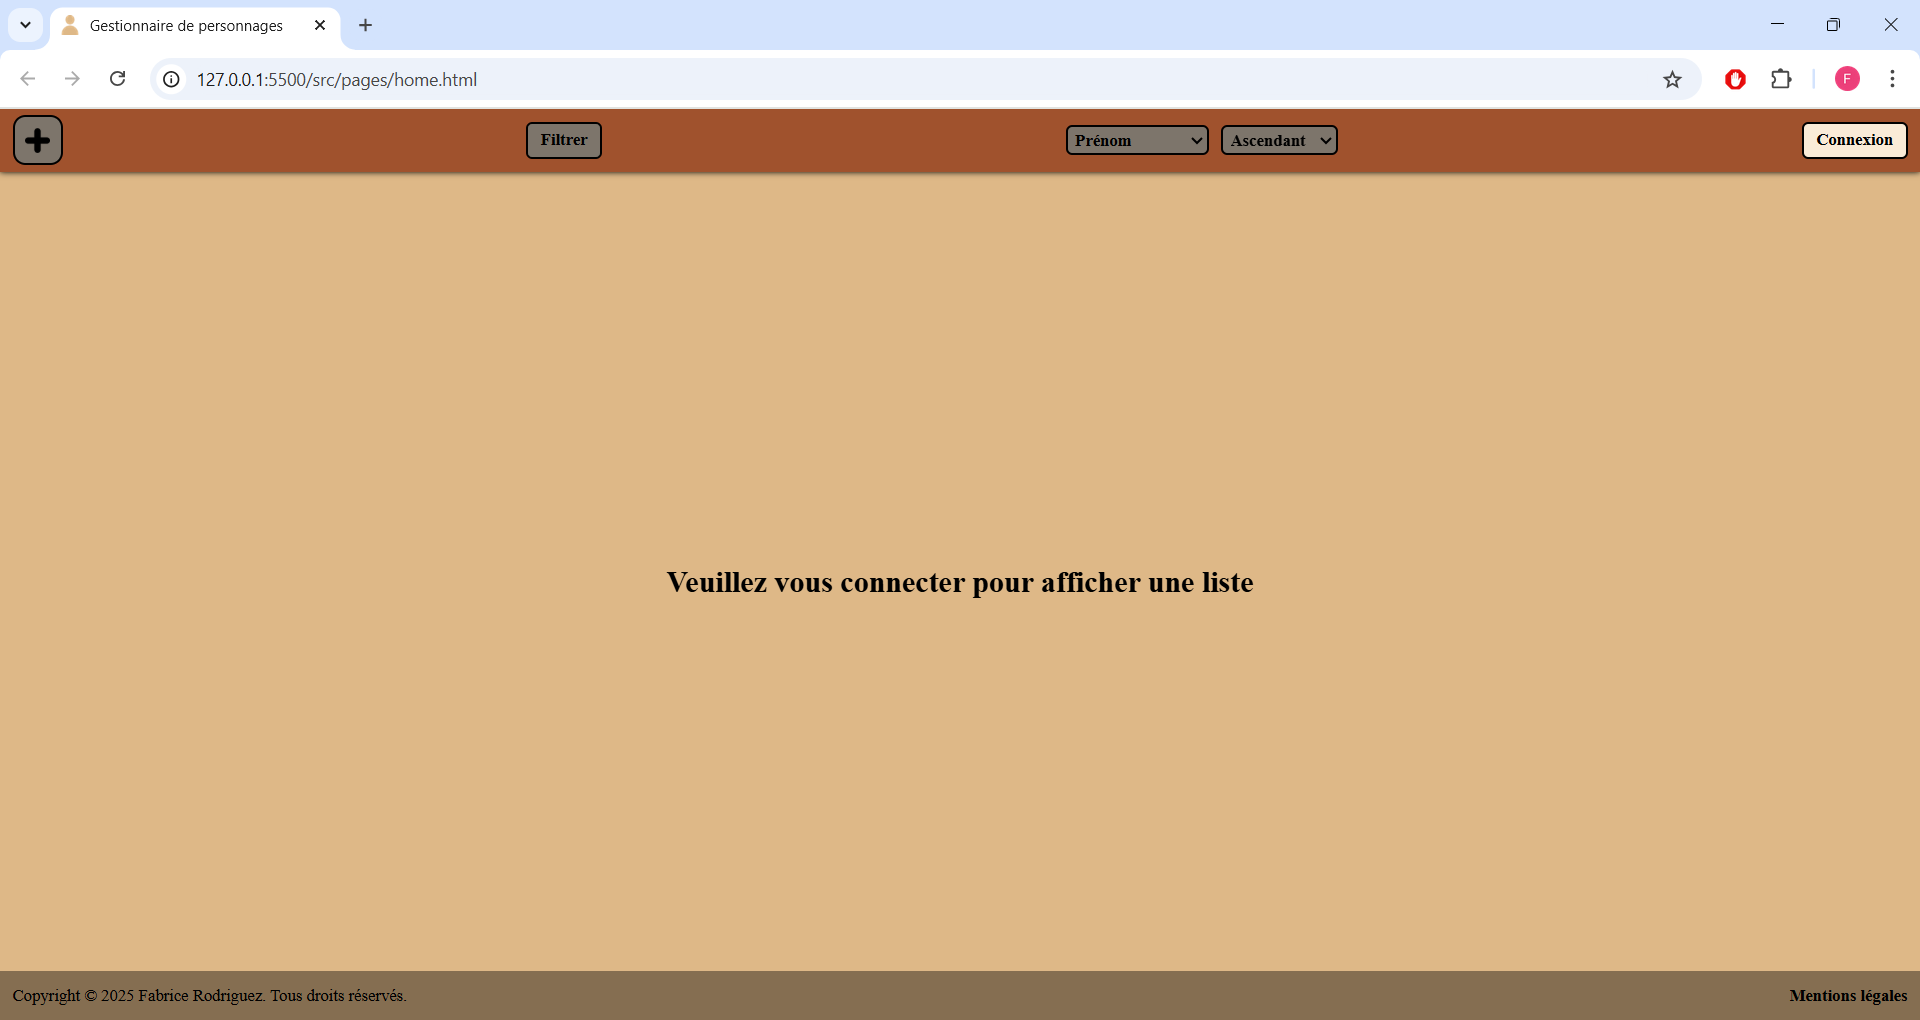 Gestionnaire de personnages
127.0.0.1:5500/src/pages/home.html
F
Filtrer
Prénom
Ascendant
Connexion
Veuillez vous connecter pour afficher une liste
Copyright © 2025 Fabrice Rodriguez. Tous droits réservés.
Mentions légales